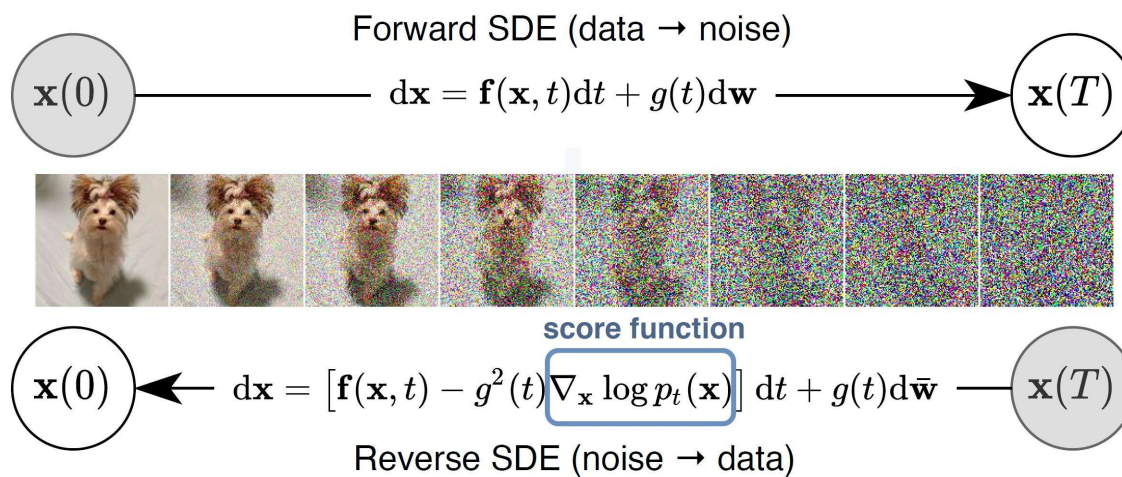 Forward SDE (data → noise)
x(0) dx = f(x, t)dt + g(t)dw x(T)
score function
x(0) dx = [f(x, t) − g²(t)∇ₓ log pₜ(x)] dt + g(t)dw̄ x(T)
Reverse SDE (noise → data)